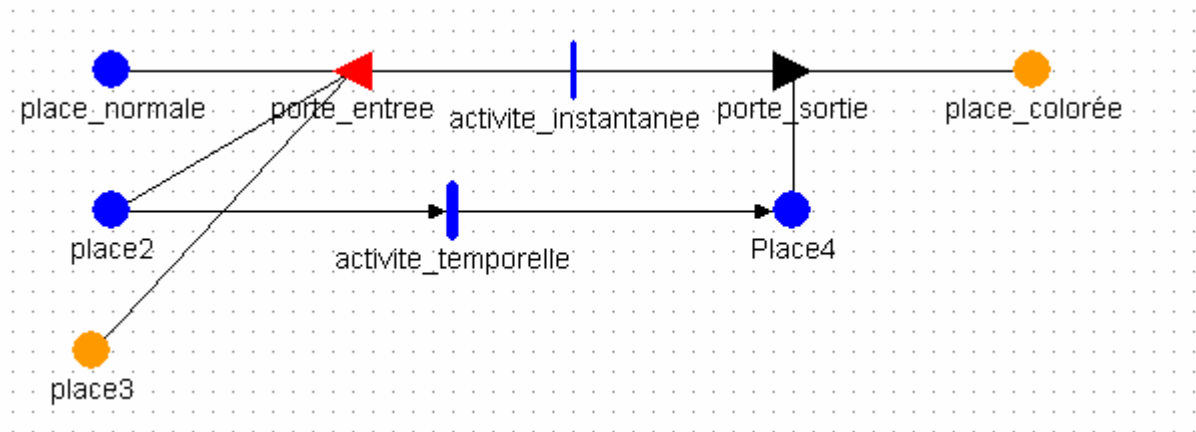 place_normale
porte_entree
activite_instantanee
porte_sortie
place_colorée
place2
activite_temporelle
Place4
place3